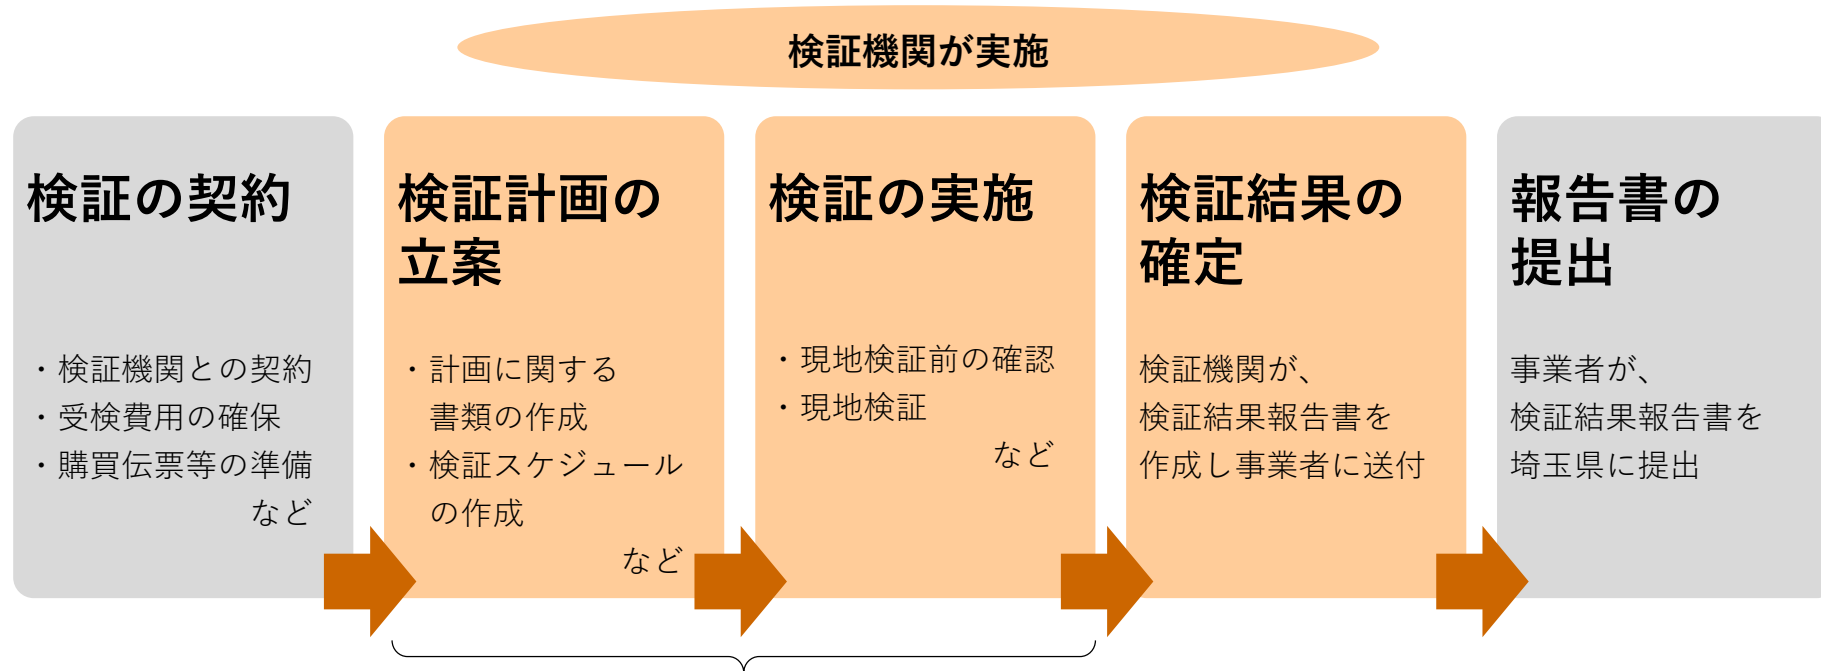 検証機関が実施
検証の契約
・検証機関との契約
・受検費用の確保
・購買伝票等の準備
など
検証計画の
立案
・計画に関する
書類の作成
・検証スケジュール
の作成
など
検証の実施
・現地検証前の確認
・現地検証
など
検証結果の
確定
検証機関が、
検証結果報告書を
作成し事業者に送付
報告書の
提出
事業者が、
検証結果報告書を
埼玉県に提出